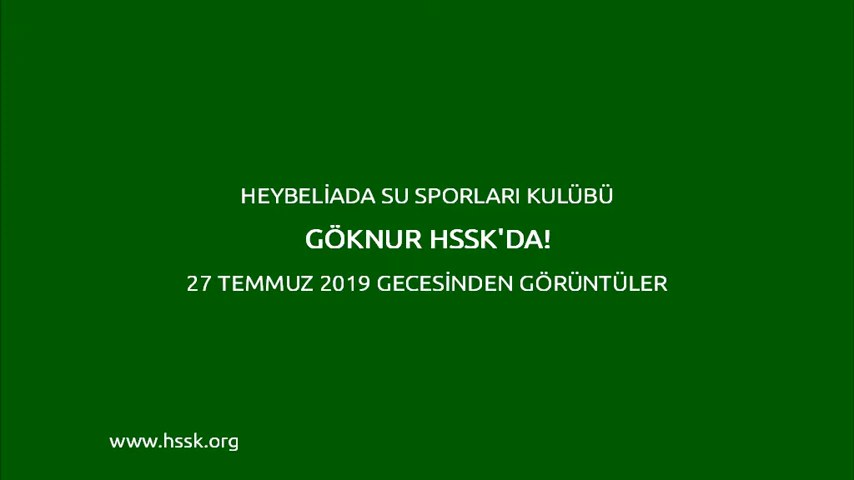 HEYBELİADA SU SPORLARI KULÜBÜ
GÖKNUR HSSK'DA!
27 TEMMUZ 2019 GECESİNDEN GÖRÜNTÜLER
www.hssk.org